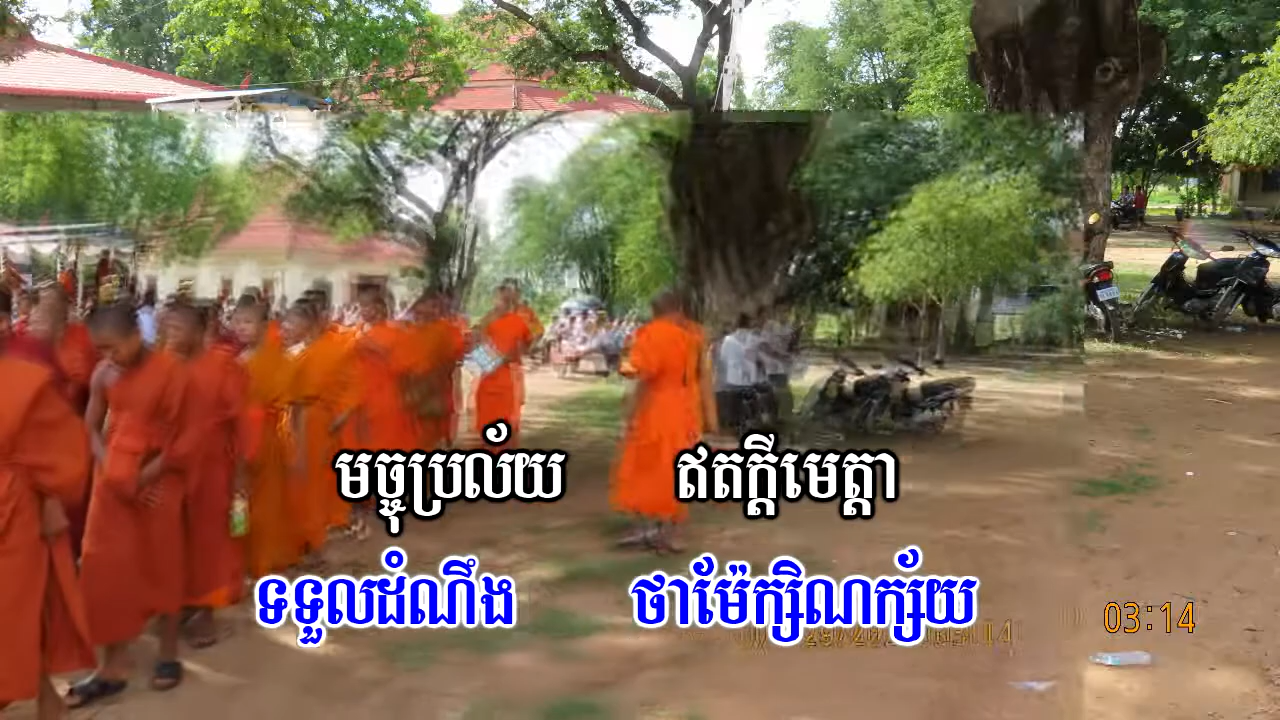 មច្ចុប្រល័យ ឥតក្តីមេត្តា
ទទួលដំណឹង ថាម៉ែក្សិណក្ស័យ
03:14